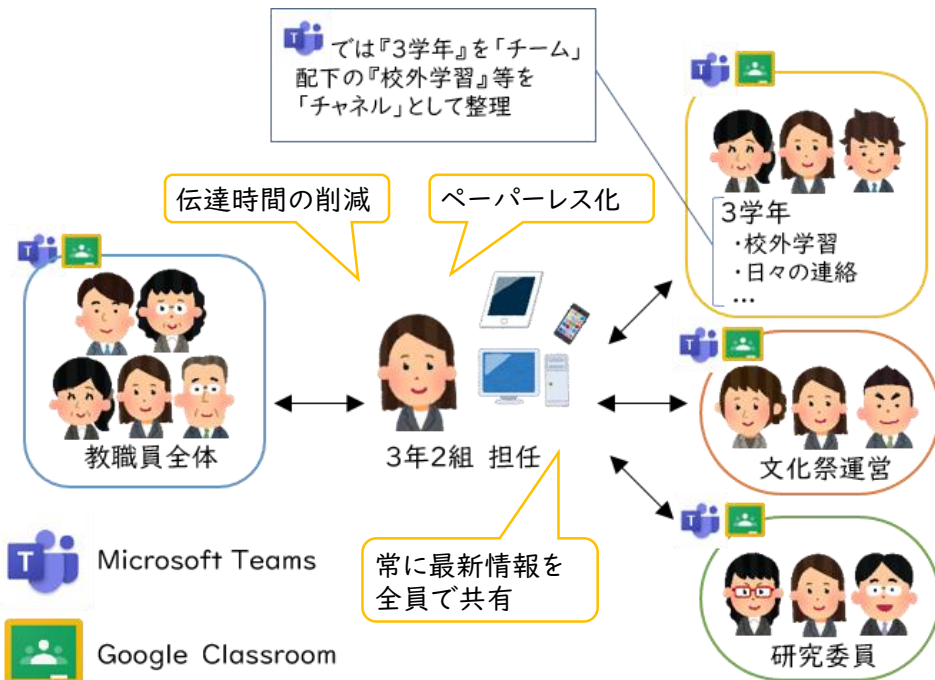 では『3学年』を「チーム」
配下の『校外学習』等を
「チャネル」として整理
伝達時間の削減
ペーパーレス化
3学年
・校外学習
・日々の連絡
…
教職員全体
3年2組 担任
文化祭運営
常に最新情報を
全員で共有
研究委員
Microsoft Teams
Google Classroom